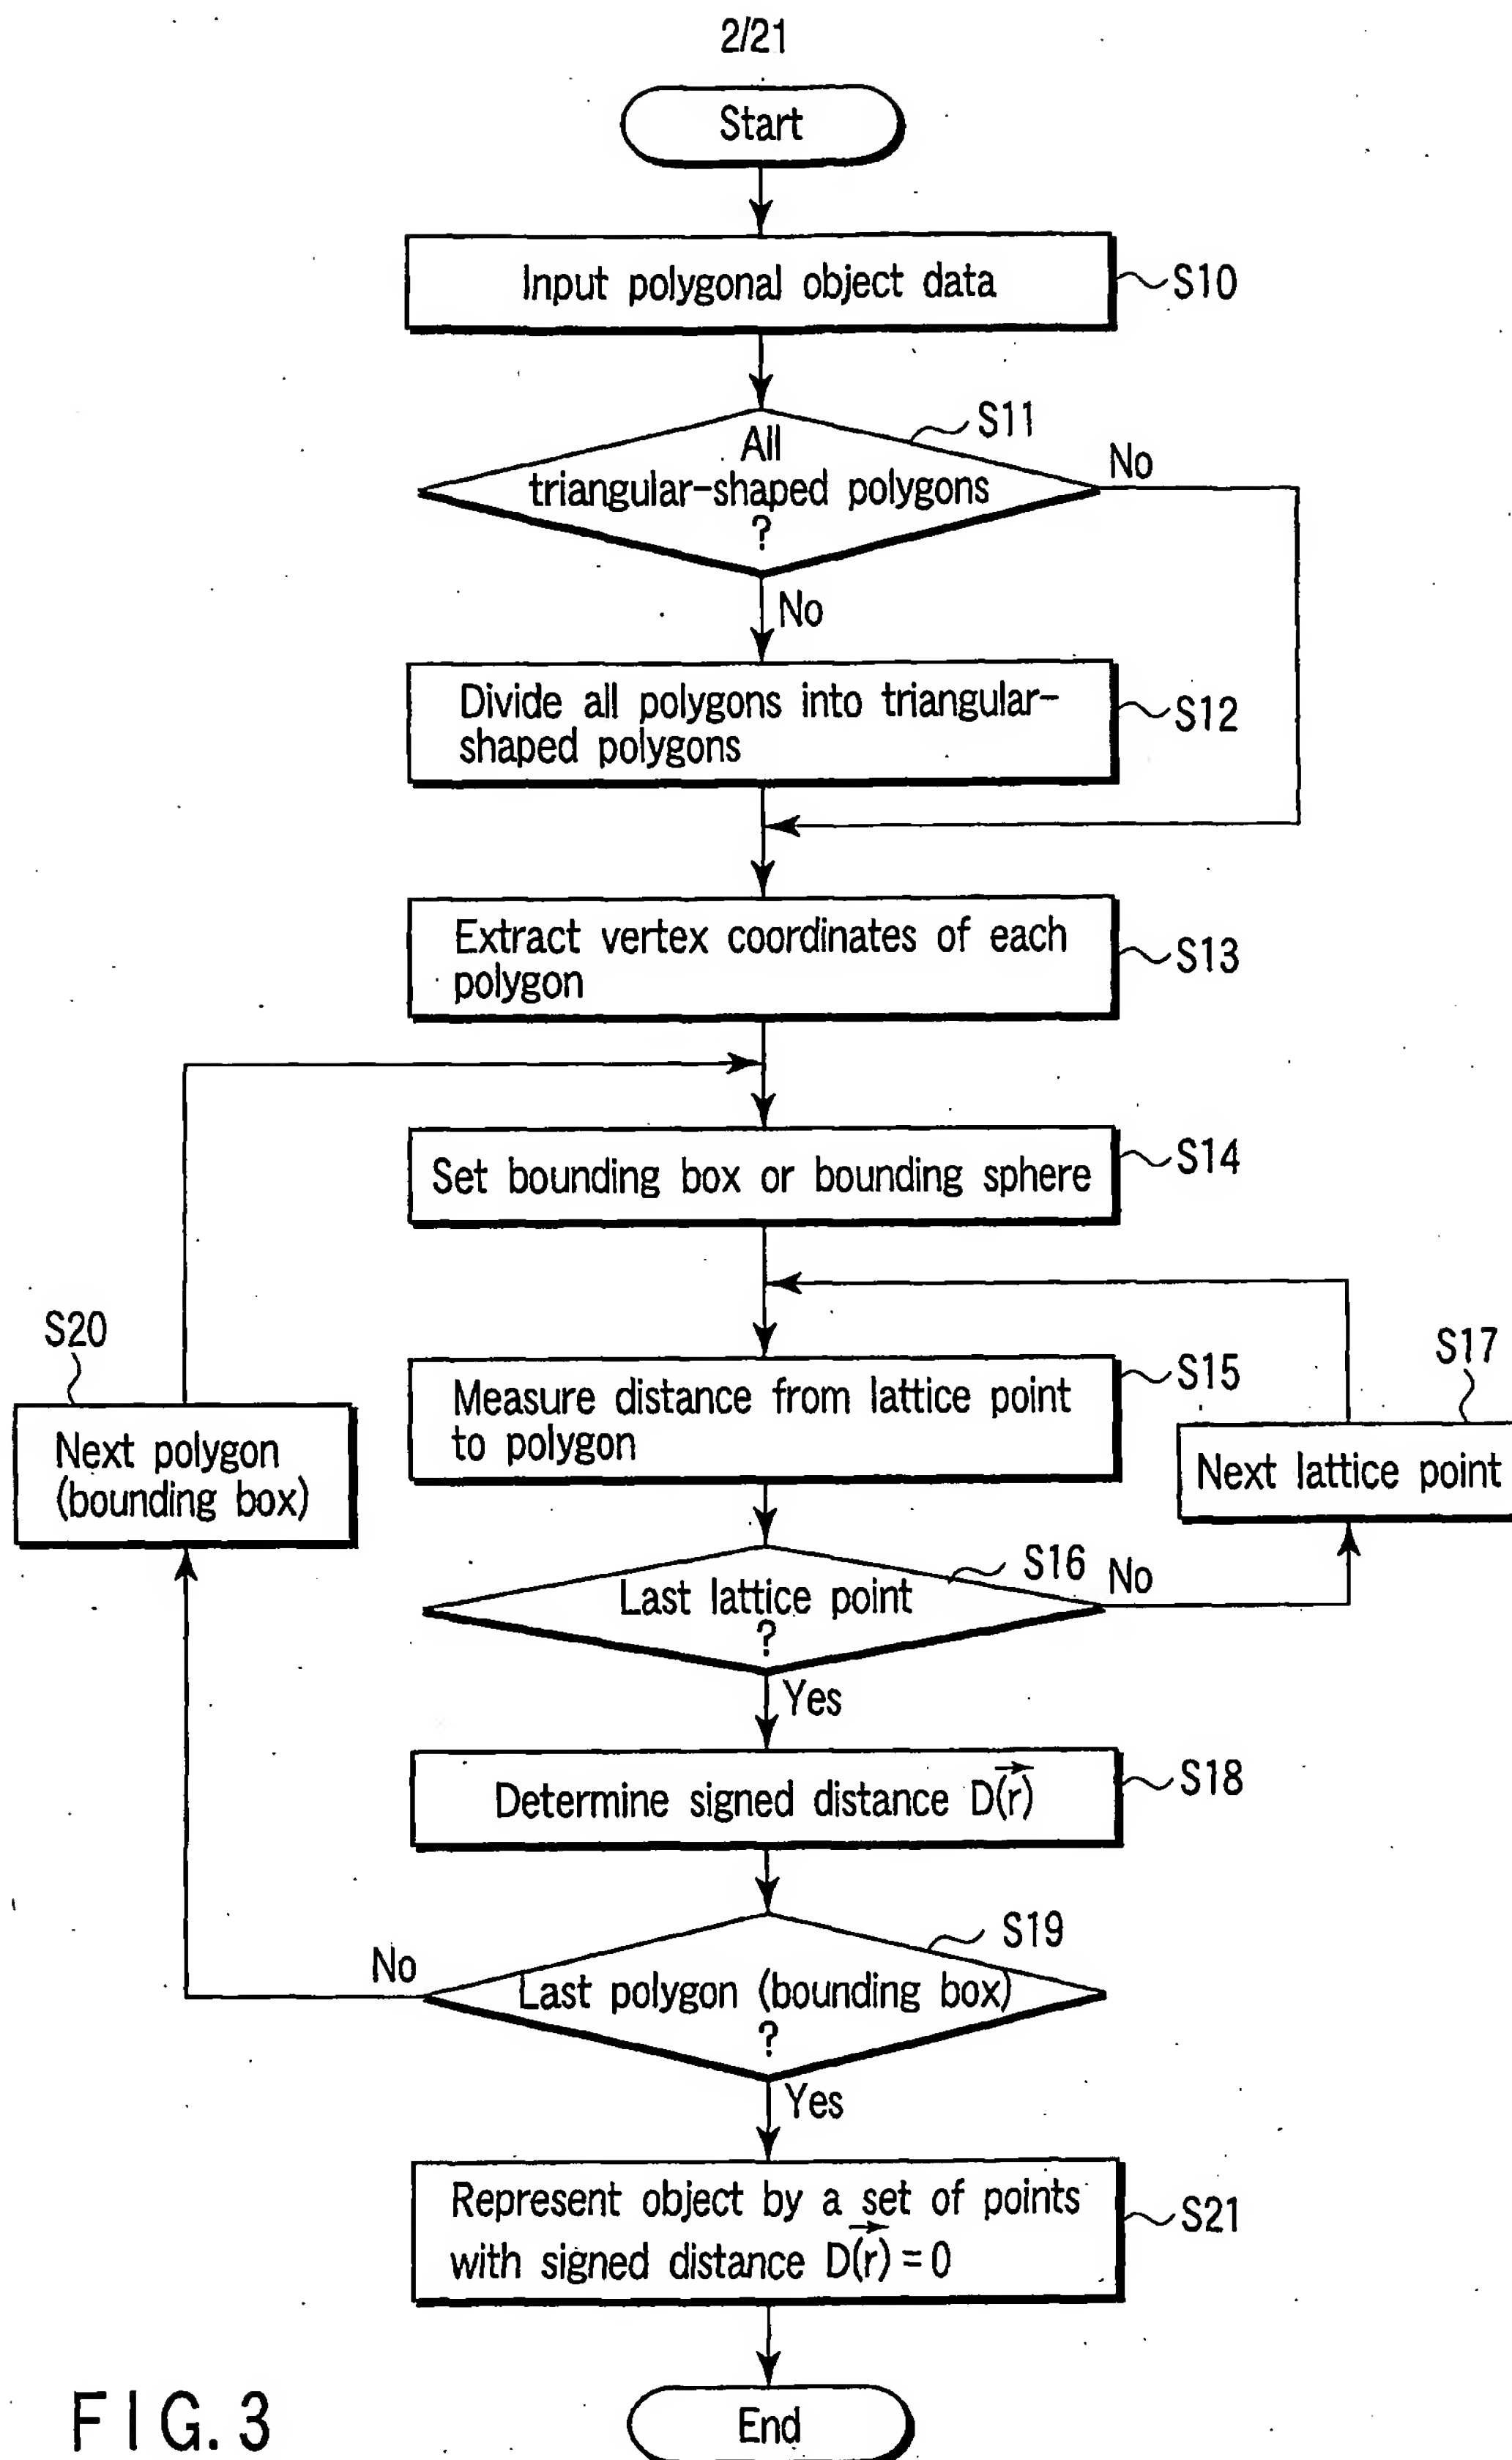 2/21
Start
Input polygonal object data
S10
S11
All
triangular-shaped polygons
?
No
No
Divide all polygons into triangular-
shaped polygons
S12
Extract vertex coordinates of each
polygon
S13
Set bounding box or bounding sphere
S14
S20
Next polygon
(bounding box)
Measure distance from lattice point
to polygon
S15
S17
Next lattice point
S16
Last lattice point
?
No
Yes
Determine signed distance D(r⃗)
S18
S19
No
Last polygon (bounding box)
?
Yes
Represent object by a set of points
with signed distance D(r⃗) = 0
S21
End
FIG. 3